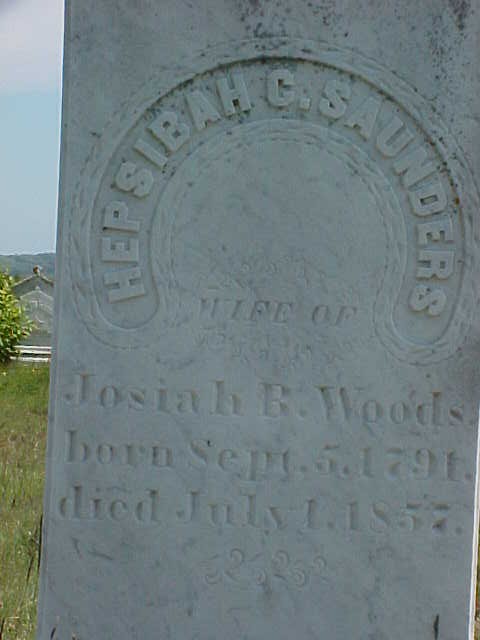 HEPSIBAH C. SAUNDERS
WIFE OF
Josiah B. Woods.
born Sept. 5. 1791.
died July 1. 1857.